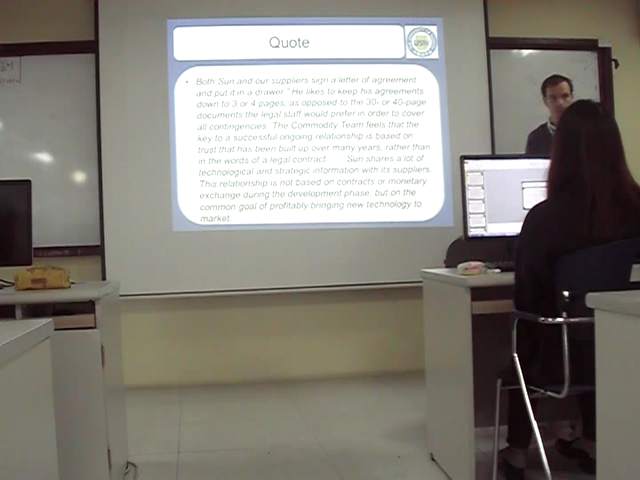 Quote
• Both Sun and our suppliers sign a letter of agreement
and put it in a drawer." He likes to keep his agreements
down to 3 or 4 pages, as opposed to the 30- or 40-page
documents the legal staff would prefer in order to cover
all contingencies. The Commodity Team feels that the
key to a successful ongoing relationship is based on
trust that has been built up over many years, rather than
in the words of a legal contract. Sun shares a lot of
technological and strategic information with its suppliers.
This relationship is not based on contracts or monetary
exchange during the development phase, but on the
common goal of profitably bringing new technology to
market.